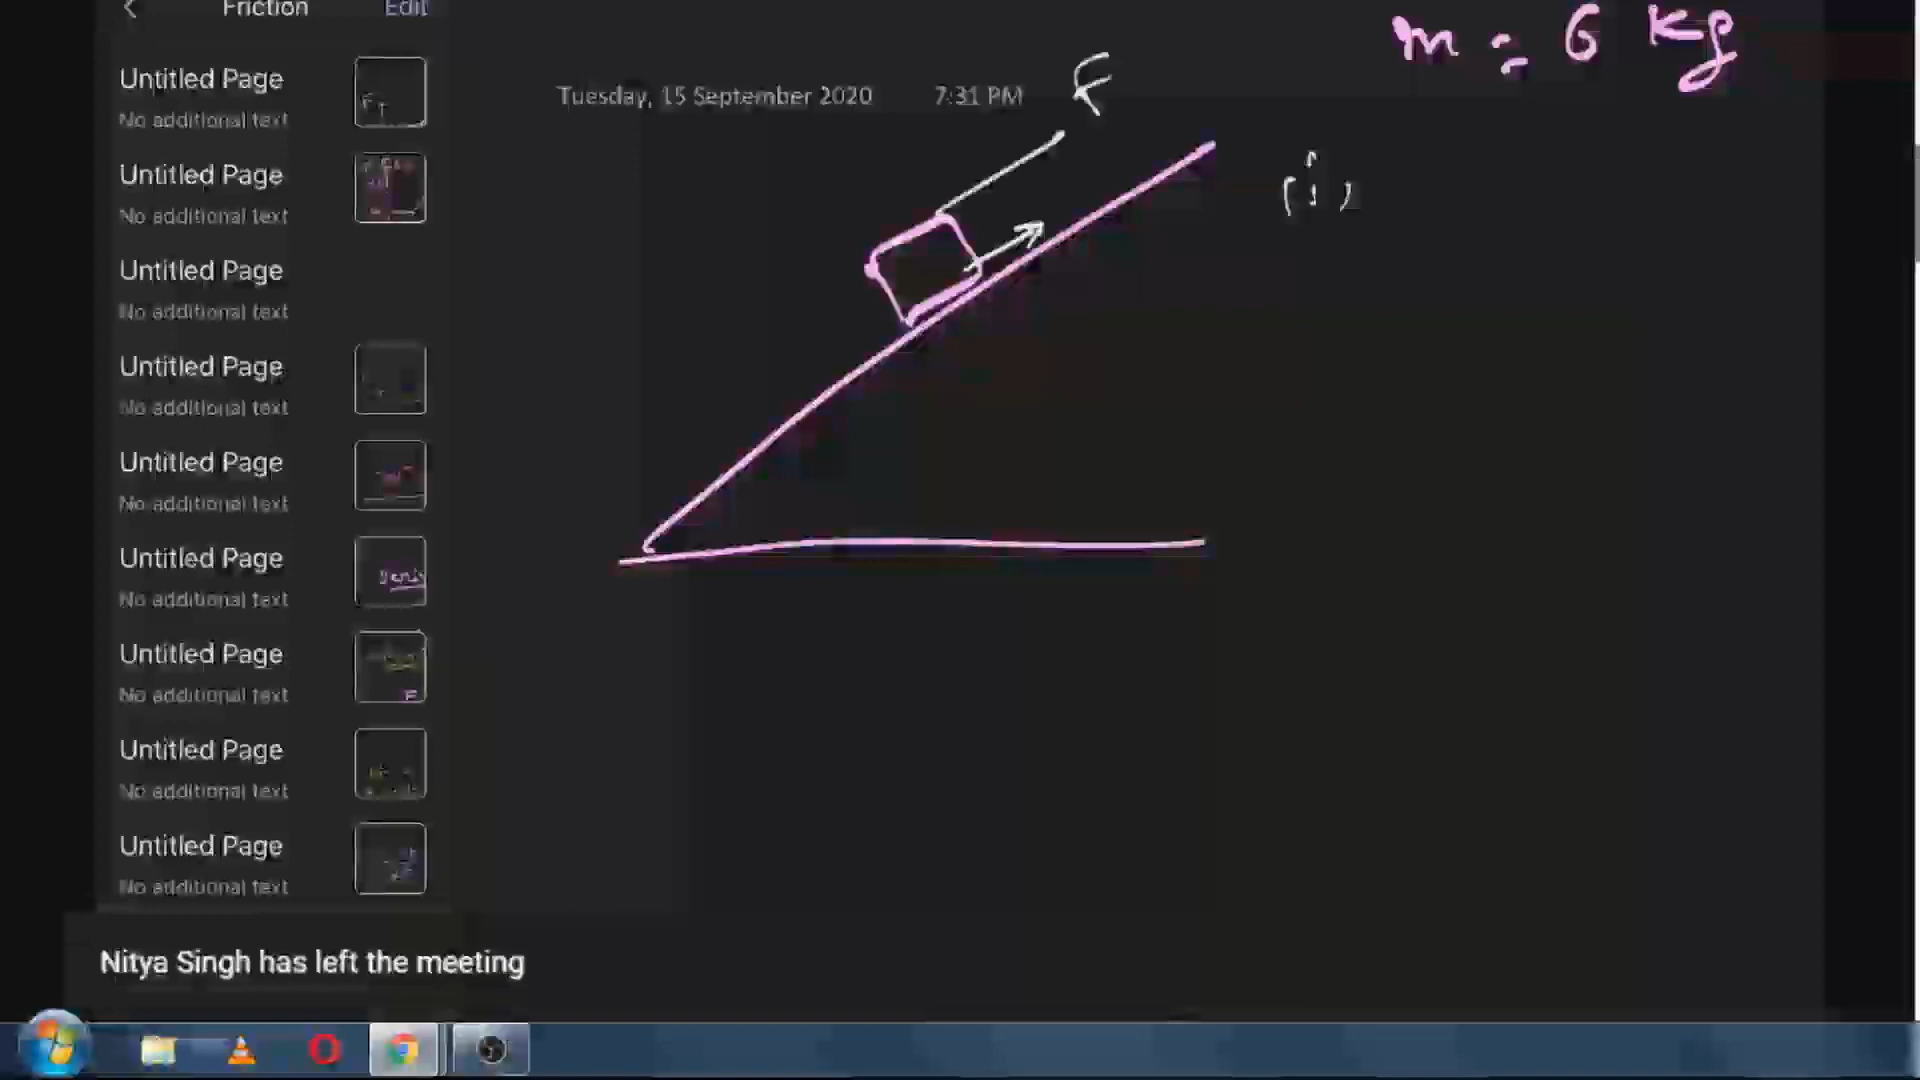 Friction Edit
m = 6 Kg
Untitled Page
No additional text
Tuesday, 15 September 2020 7:31 PM
F
Untitled Page
No additional text
(i)
Untitled Page
No additional text
Untitled Page
No additional text
Untitled Page
No additional text
Untitled Page
No additional text
Untitled Page
No additional text
Untitled Page
No additional text
Untitled Page
No additional text
Nitya Singh has left the meeting